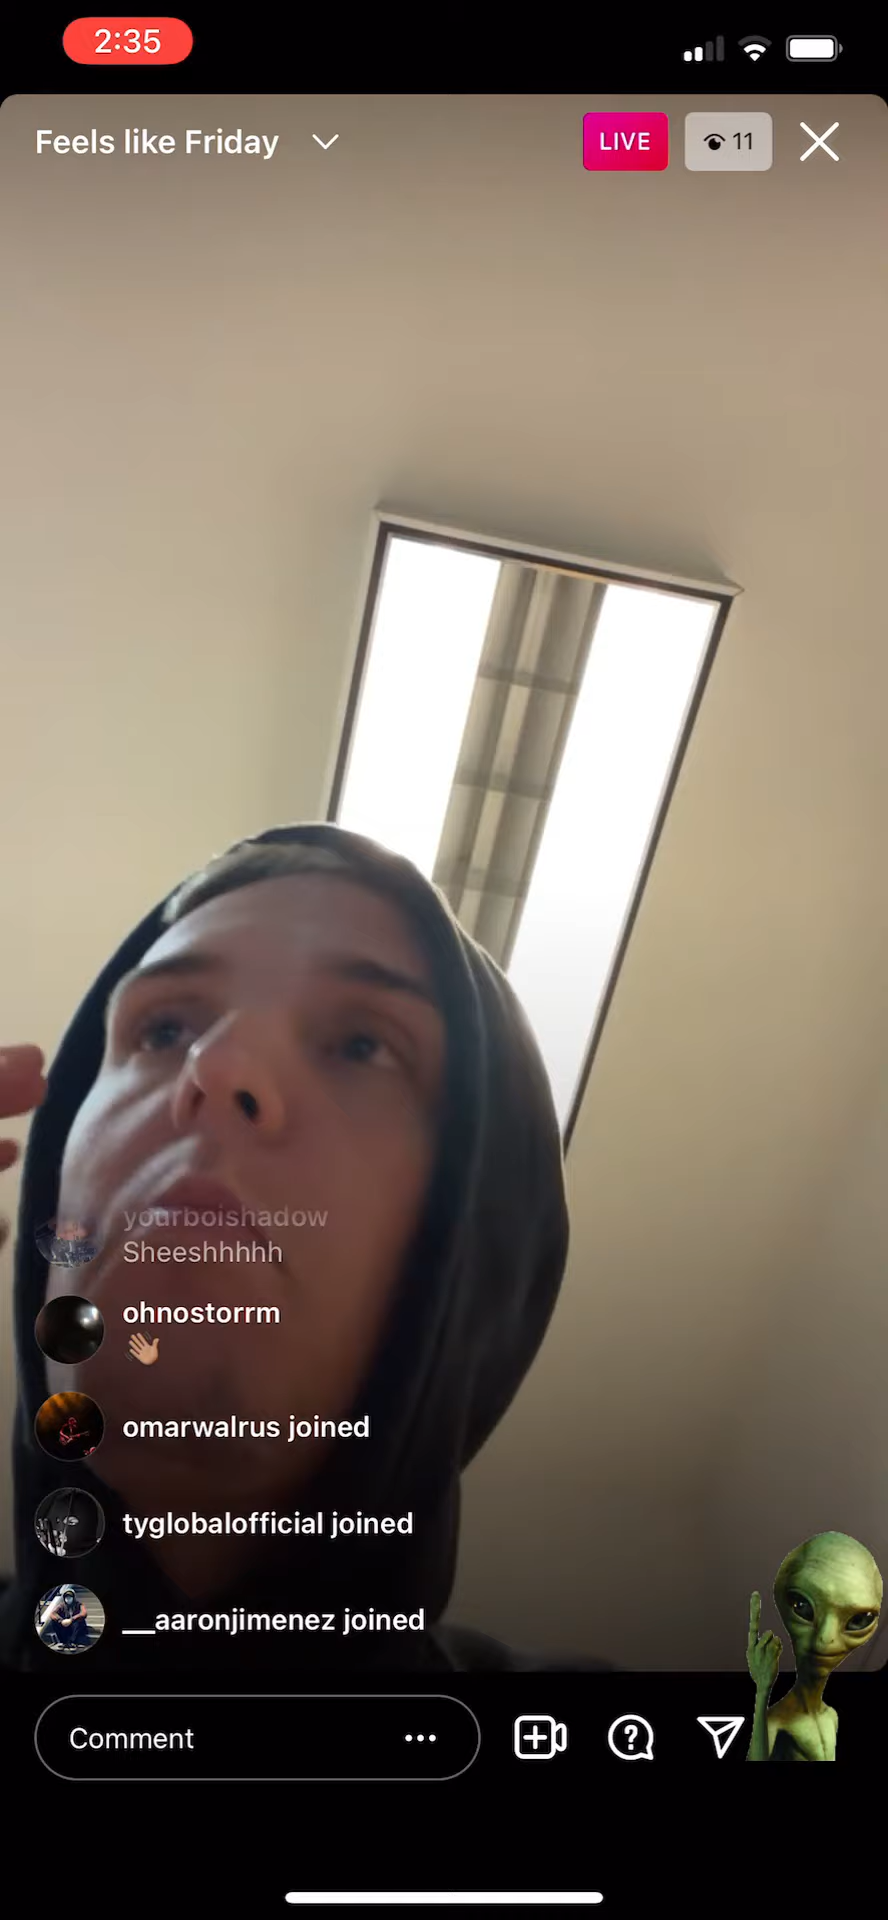 2:35
Feels like Friday
LIVE
11
yourboishadow
Sheeshhhhh
ohnostorrm
👋🏼
omarwalrus joined
tyglobalofficial joined
__aaronjimenez joined
Comment